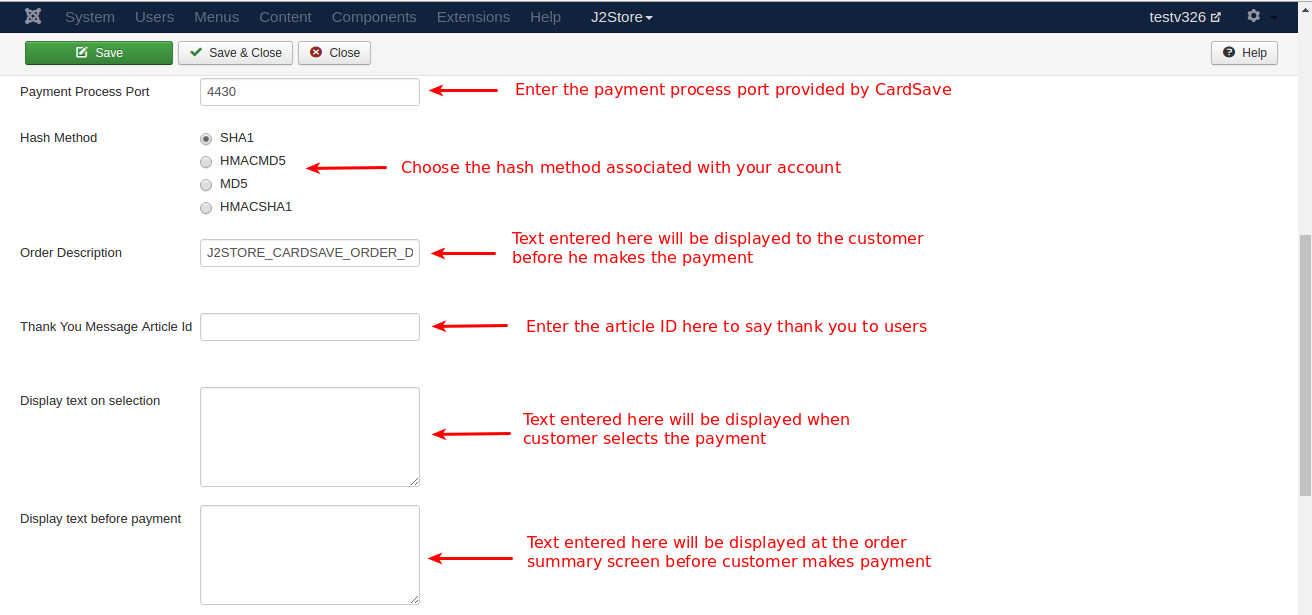 System Users Menus Content Components Extensions Help J2Store testv326
Save Save & Close Close Help
Payment Process Port 4430 Enter the payment process port provided by CardSave
Hash Method SHA1
HMACMD5
Choose the hash method associated with your account
MD5
HMACSHA1
Order Description J2STORE_CARDSAVE_ORDER_D
Text entered here will be displayed to the customer
before he makes the payment
Thank You Message Article Id Enter the article ID here to say thank you to users
Display text on selection
Text entered here will be displayed when
customer selects the payment
Display text before payment
Text entered here will be displayed at the order
summary screen before customer makes payment